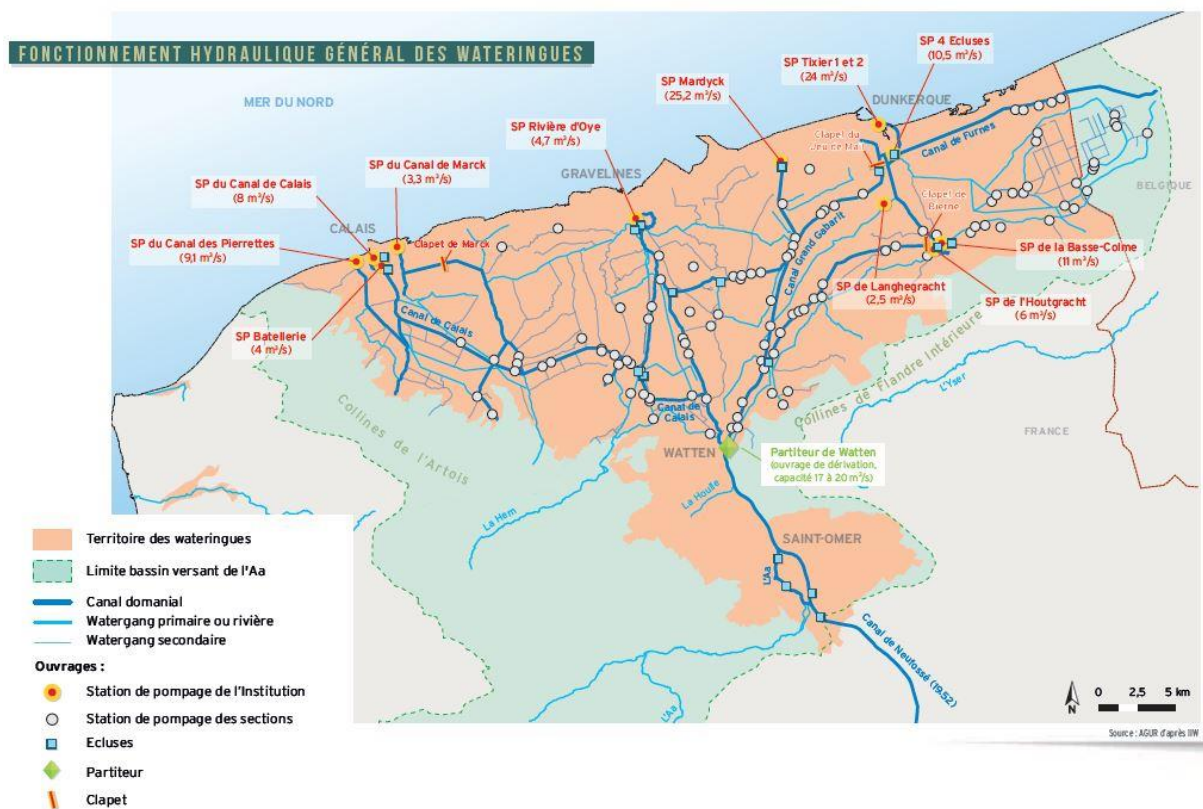 FONCTIONNEMENT HYDRAULIQUE GÉNÉRAL DES WATERINGUES
MER DU NORD
SP 4 Ecluses
(10,5 m³/s)
SP Tixier 1 et 2
(24 m³/s)
SP Mardyck
(25,2 m³/s)
DUNKERQUE
Clapet du
Jeu de Mail
Canal de Furnes
SP Rivière d'Oye
(4,7 m³/s)
SP du Canal de Marck
(3,3 m³/s)
GRAVELINES
SP du Canal de Calais
(8 m³/s)
BELGIQUE
Clapet de
Bierne
CALAIS
SP du Canal des Pierrettes
(9,1 m³/s)
Clapet de Marck
Canal Grand Gabarit
SP de la Basse-Colme
(11 m³/s)
SP de Langhegracht
(2,5 m³/s)
SP de l'Houtgracht
(6 m³/s)
SP Batellerie
(4 m³/s)
Canal de Calais
Collines de Flandre Intérieure
L'Yser
Collines de l'Artois
Canal de
Calais
FRANCE
WATTEN
Partiteur de Watten
(ouvrage de dérivation,
capacité 17 à 20 m³/s)
La Hem
La Houlle
SAINT-OMER
L'Aa
Canal de Neufossé (19.52)
L'Aa
Territoire des wateringues
Limite bassin versant de l'Aa
Canal domanial
Watergang primaire ou rivière
Watergang secondaire
Ouvrages :
Station de pompage de l'Institution
Station de pompage des sections
Ecluses
Partiteur
Clapet
N
0 2,5 5 km
Source : AGUR d'après IIW